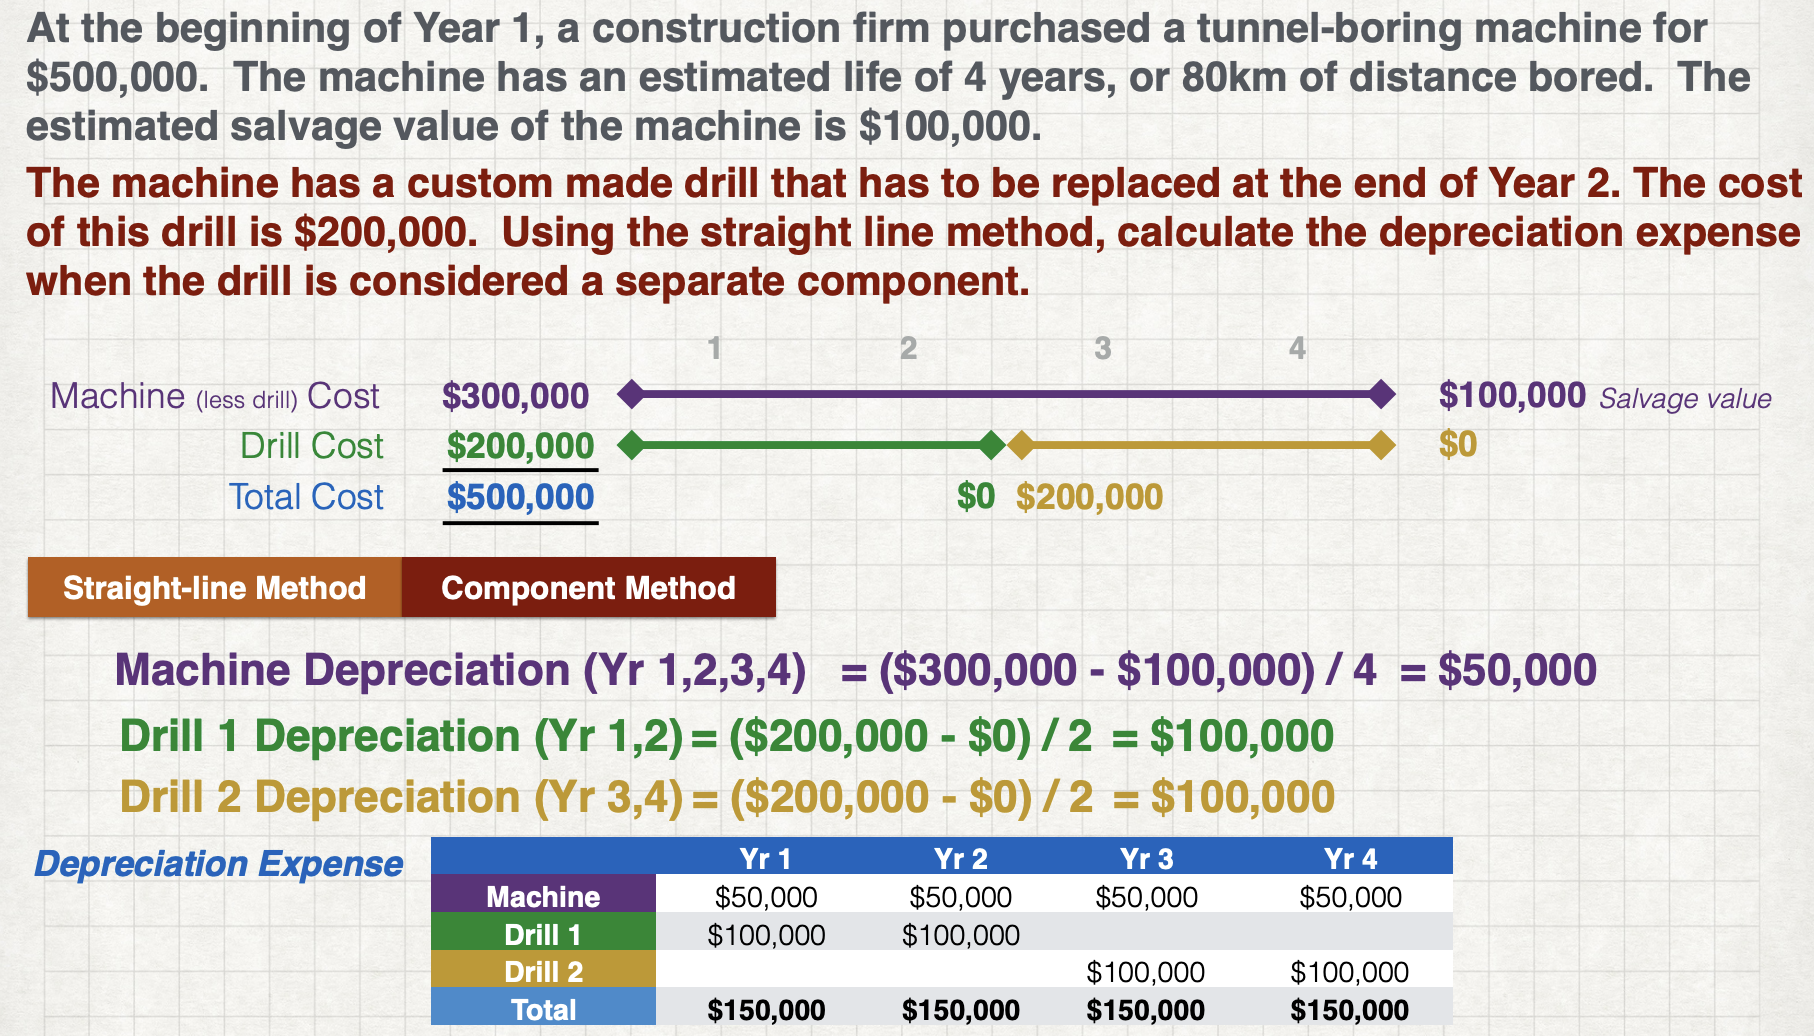 At the beginning of Year 1, a construction firm purchased a tunnel-boring machine for
$500,000.  The machine has an estimated life of 4 years, or 80km of distance bored.  The
estimated salvage value of the machine is $100,000.
The machine has a custom made drill that has to be replaced at the end of Year 2. The cost
of this drill is $200,000.  Using the straight line method, calculate the depreciation expense
when the drill is considered a separate component.
1 2 3 4
Machine (less drill) Cost $300,000 $100,000 Salvage value
Drill Cost $200,000 $0
Total Cost $500,000 $0 $200,000
Straight-line Method Component Method
Machine Depreciation (Yr 1,2,3,4) = ($300,000 - $100,000) / 4 = $50,000
Drill 1 Depreciation (Yr 1,2) = ($200,000 - $0) / 2 = $100,000
Drill 2 Depreciation (Yr 3,4) = ($200,000 - $0) / 2 = $100,000
Depreciation Expense Yr 1 Yr 2 Yr 3 Yr 4
Machine $50,000 $50,000 $50,000 $50,000
Drill 1 $100,000 $100,000
Drill 2 $100,000 $100,000
Total $150,000 $150,000 $150,000 $150,000